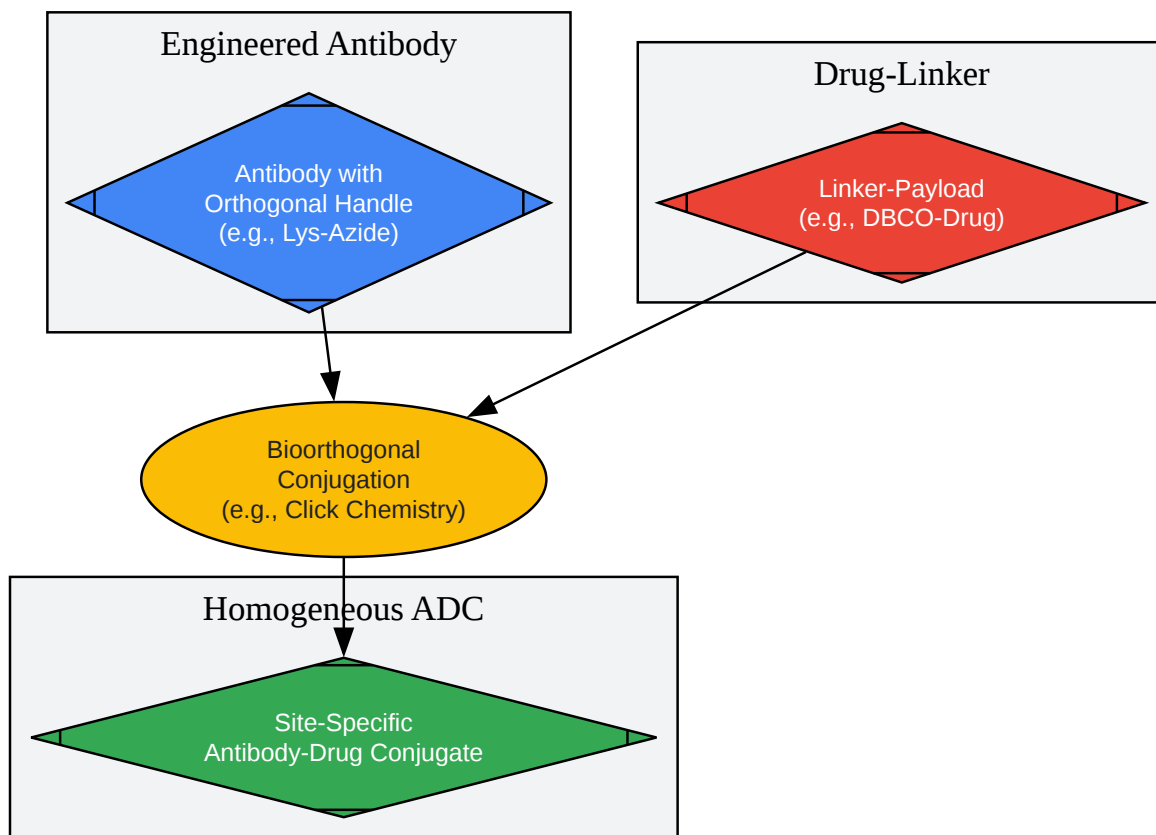 Engineered Antibody
Antibody with
Orthogonal Handle
(e.g., Lys-Azide)
Drug-Linker
Linker-Payload
(e.g., DBCO-Drug)
Bioorthogonal
Conjugation
(e.g., Click Chemistry)
Homogeneous ADC
Site-Specific
Antibody-Drug Conjugate